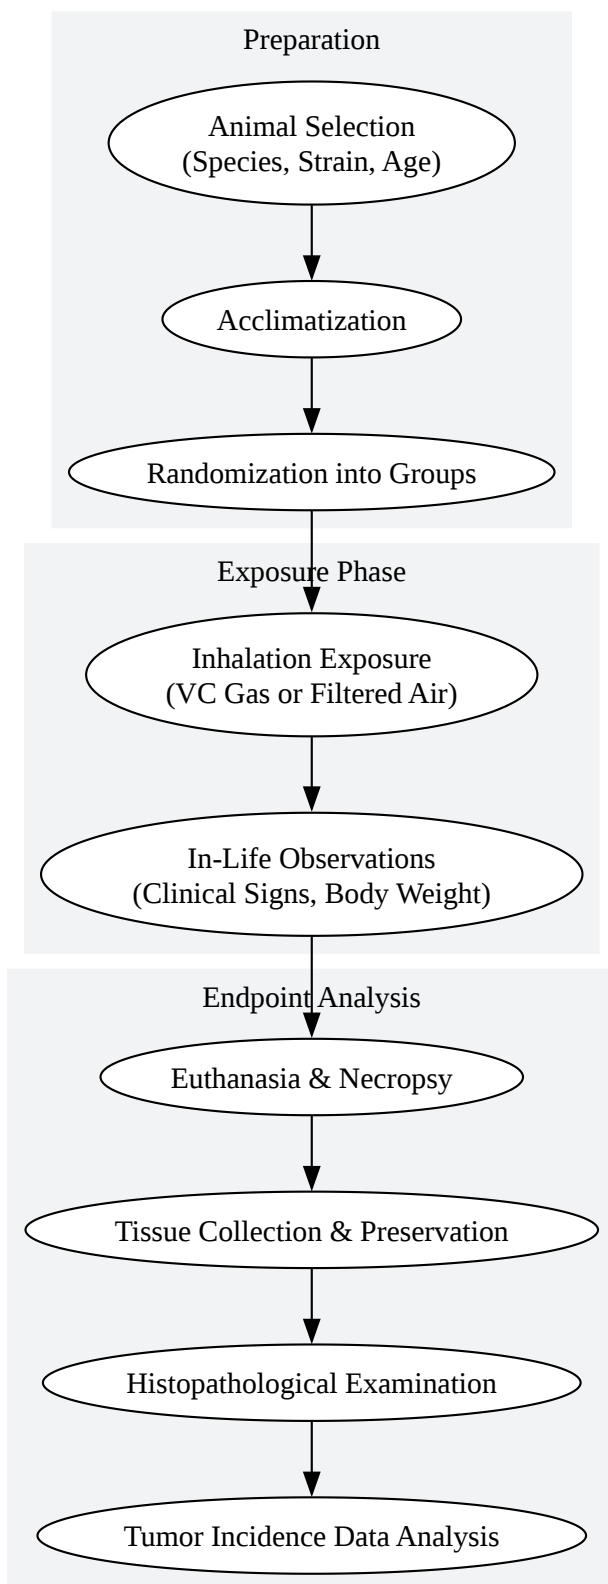 Preparation
Animal Selection
(Species, Strain, Age)
Acclimatization
Randomization into Groups
Exposure Phase
Inhalation Exposure
(VC Gas or Filtered Air)
In-Life Observations
(Clinical Signs, Body Weight)
Endpoint Analysis
Euthanasia & Necropsy
Tissue Collection & Preservation
Histopathological Examination
Tumor Incidence Data Analysis